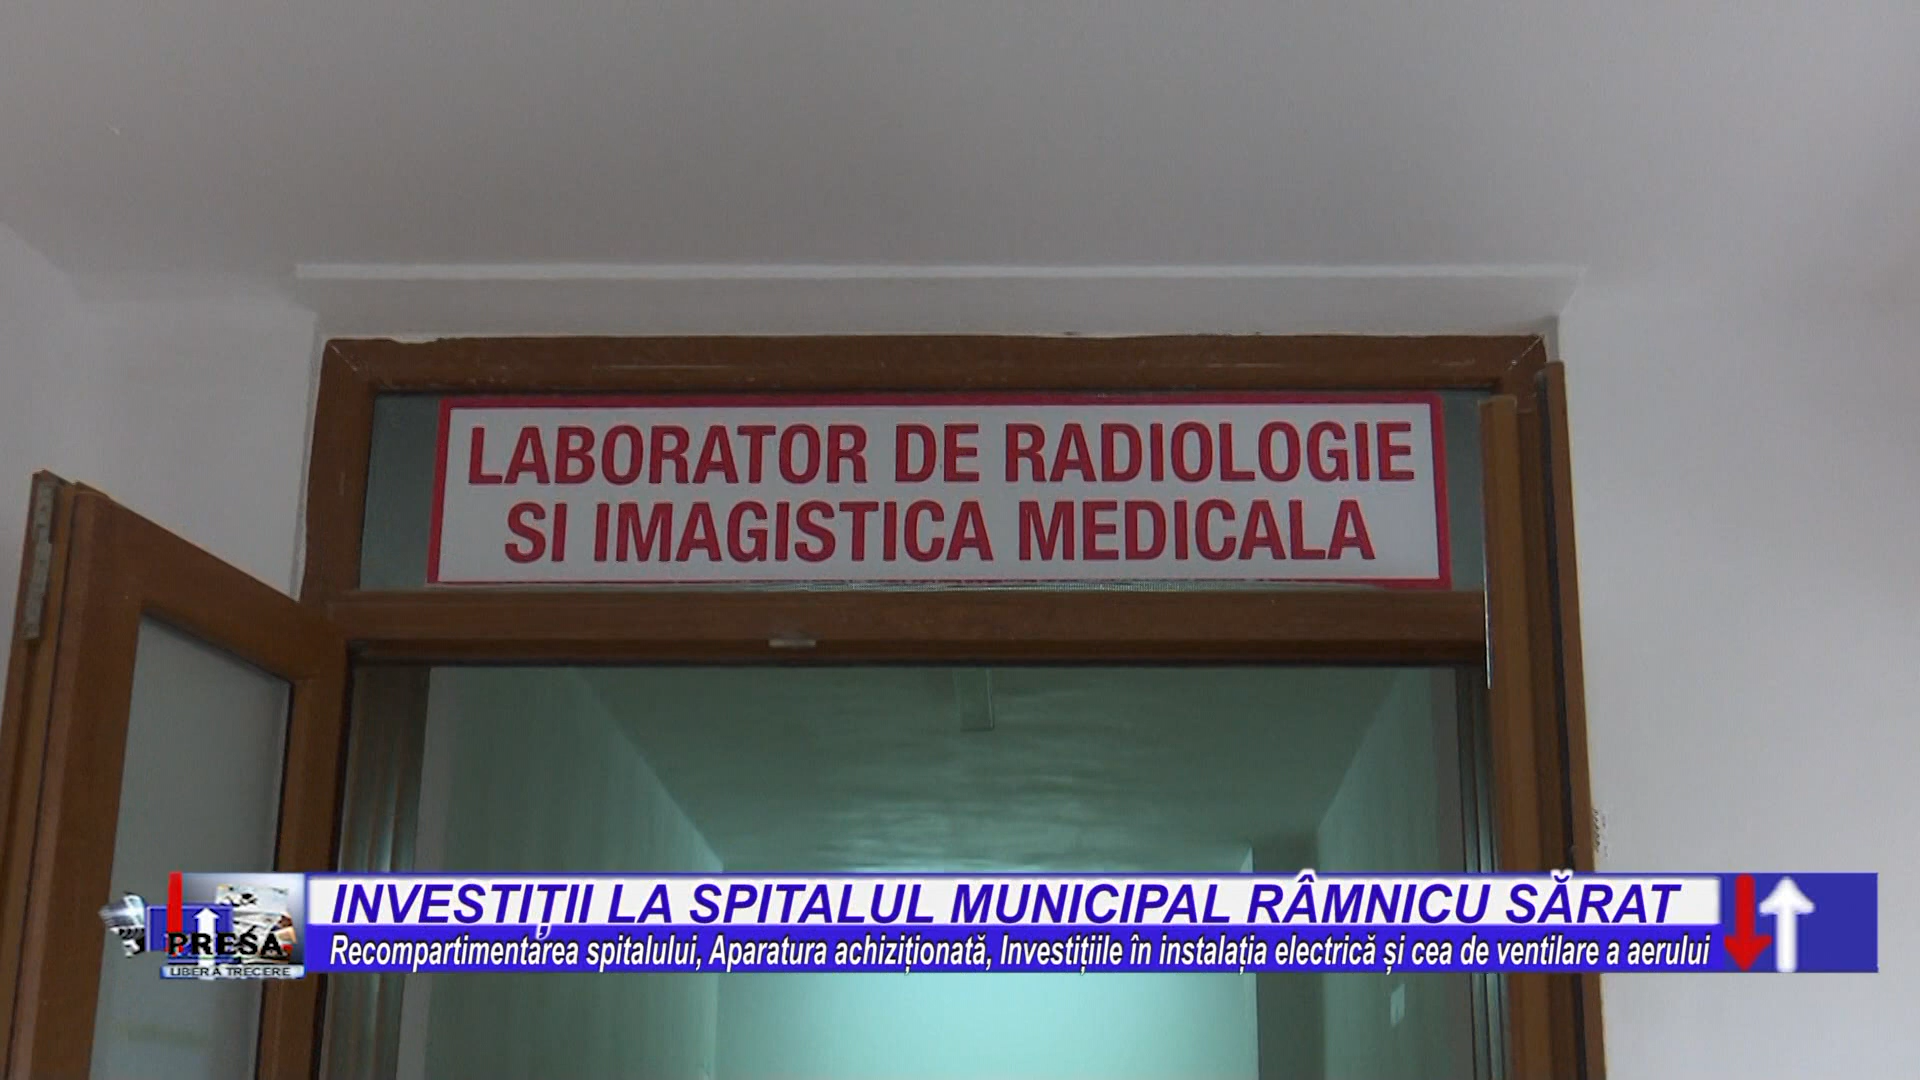 LABORATOR DE RADIOLOGIE
SI IMAGISTICA MEDICALA
INVESTIȚII LA SPITALUL MUNICIPAL RÂMNICU SĂRAT
Recompartimentarea spitalului, Aparatura achiziționată, Investițiile în instalația electrică și cea de ventilare a aerului
PRESA
LIBERA TRECERE